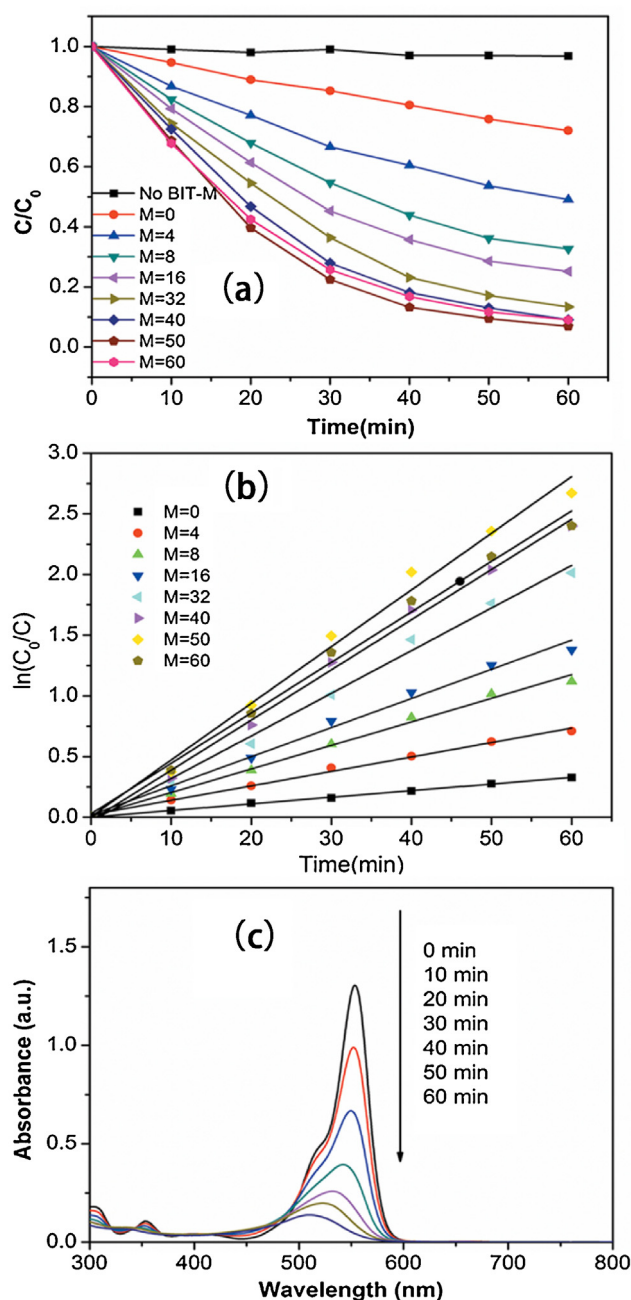 1.0
0.8
0.6
0.4
0.2
0.0
C/C0
No BIT-M
M=0
M=4
M=8
M=16
M=32
M=40
M=50
M=60
(a)
0 10 20 30 40 50 60
Time(min)
3.0
2.5
2.0
1.5
1.0
0.5
0.0
ln(C0/C)
(b)
M=0
M=4
M=8
M=16
M=32
M=40
M=50
M=60
0 10 20 30 40 50 60
Time(min)
1.5
1.0
0.5
0.0
Absorbance (a.u.)
(c)
0 min
10 min
20 min
30 min
40 min
50 min
60 min
300 400 500 600 700 800
Wavelength (nm)